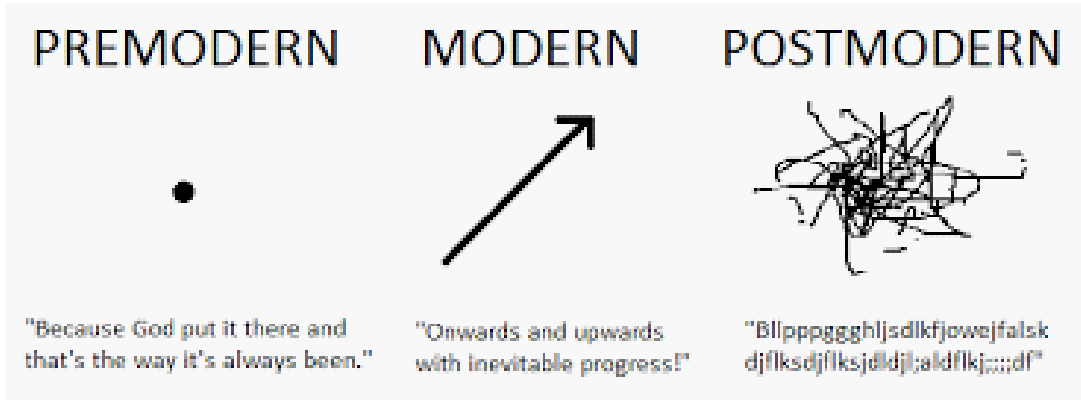 PREMODERN
MODERN
POSTMODERN
"Because God put it there and
that's the way it's always been."
"Onwards and upwards
with inevitable progress!"
"Bllpppggghljsdlkfjowejfalsk
djflksdjflksjdldjl;aldflkj;;;;df"